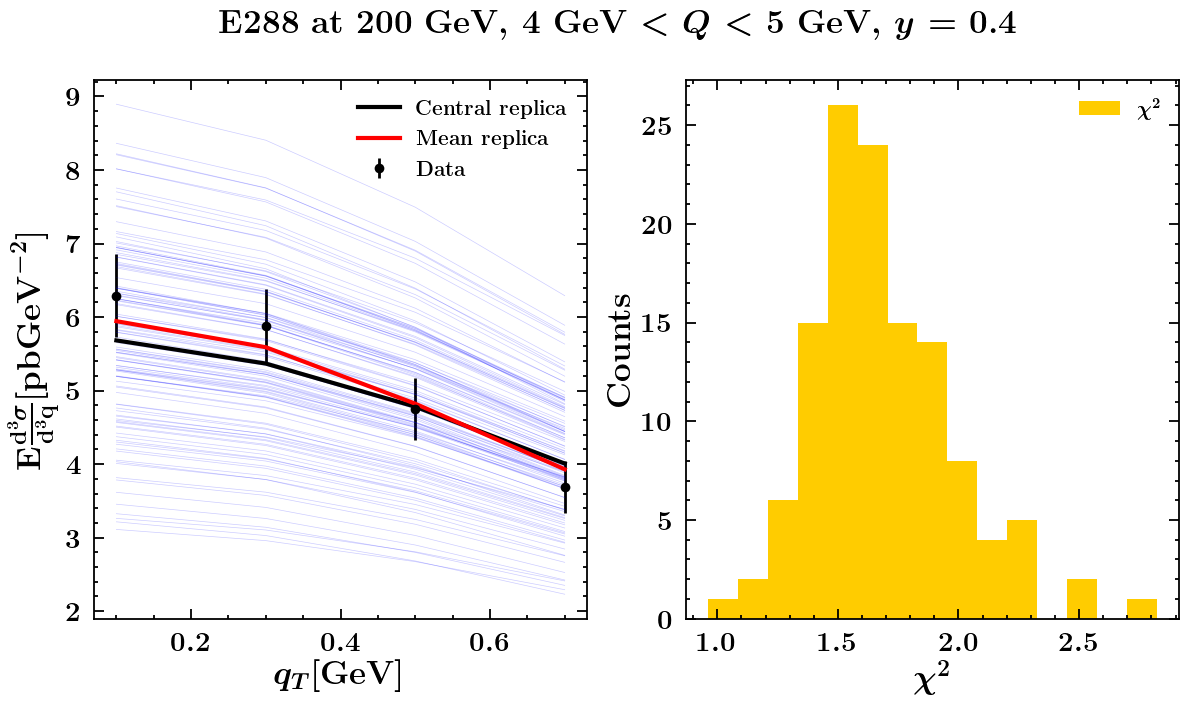 E288 at 200 GeV, 4 GeV < Q < 5 GeV, y = 0.4
9
8
7
6
5
4
3
2
E d³σ/d³q [pbGeV⁻²]
Central replica
Mean replica
Data
0.2 0.4 0.6
q_T[GeV]
25
20
15
10
5
0
Counts
χ²
1.0 1.5 2.0 2.5
χ²